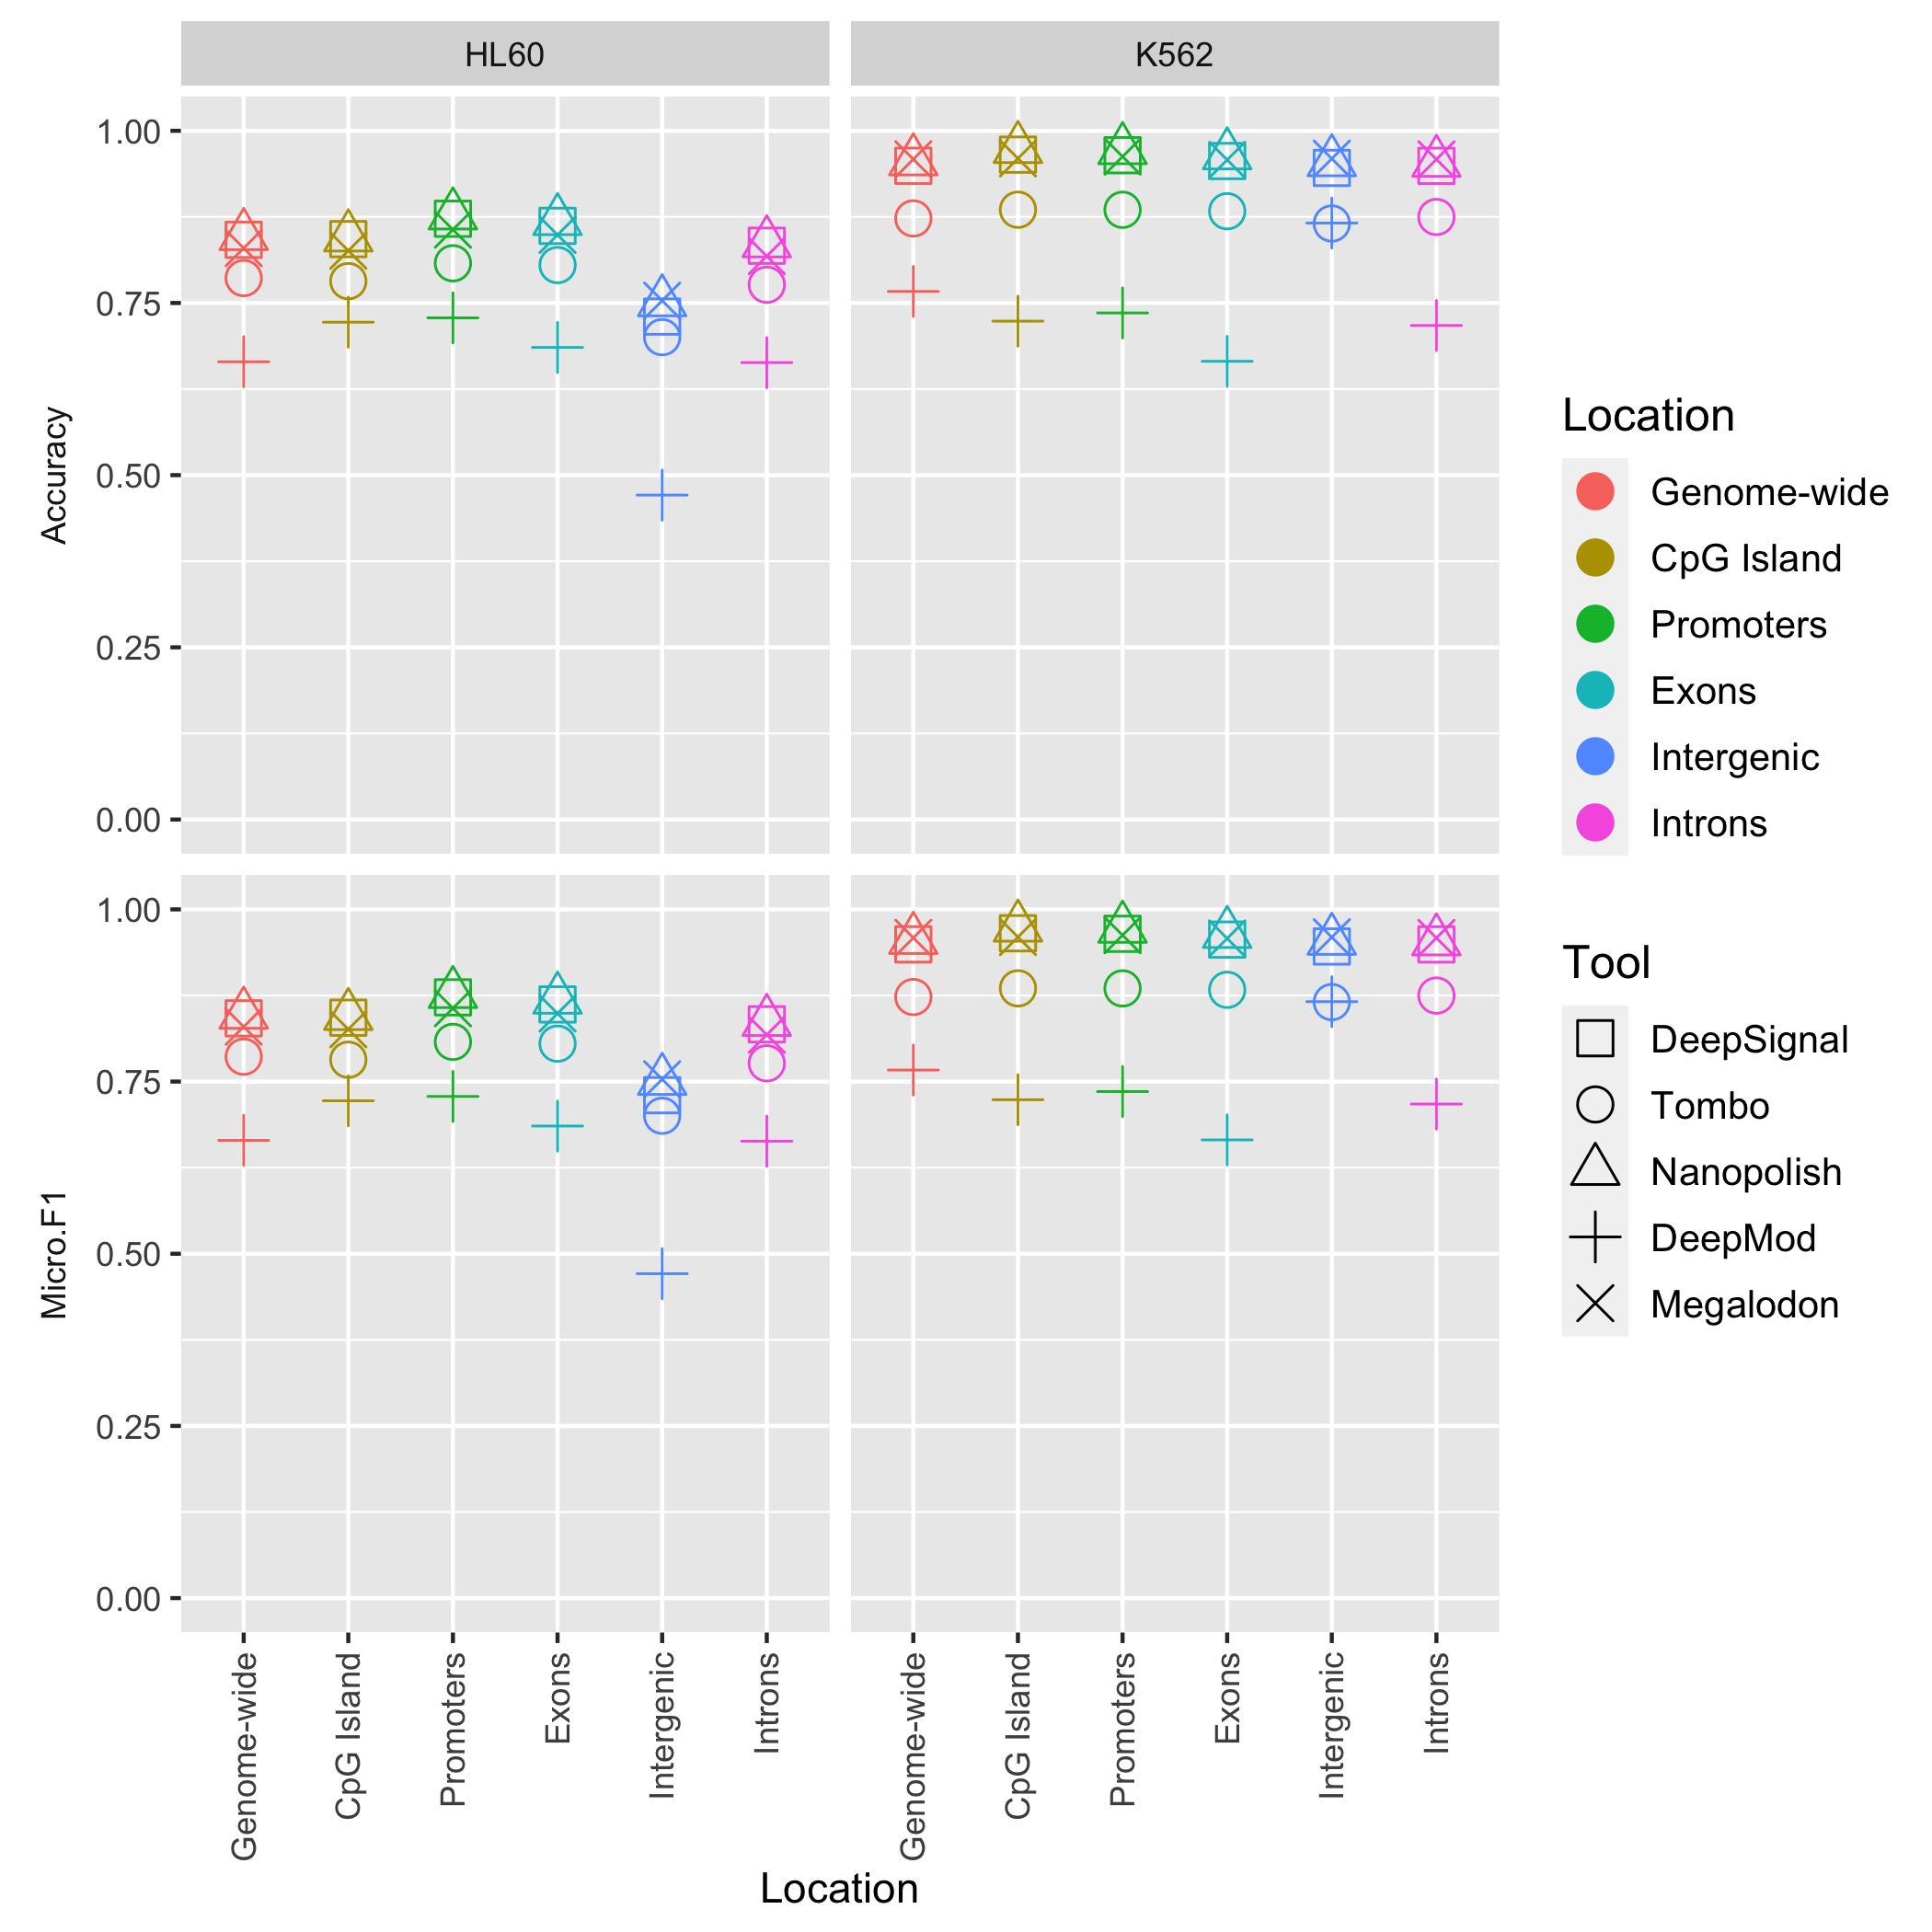 HL60
K562
Accuracy
1.00
0.75
0.50
0.25
0.00
Micro.F1
1.00
0.75
0.50
0.25
0.00
Genome-wide
CpG Island
Promoters
Exons
Intergenic
Introns
Genome-wide
CpG Island
Promoters
Exons
Intergenic
Introns
Location
Location
Genome-wide
CpG Island
Promoters
Exons
Intergenic
Introns
Tool
DeepSignal
Tombo
Nanopolish
DeepMod
Megalodon